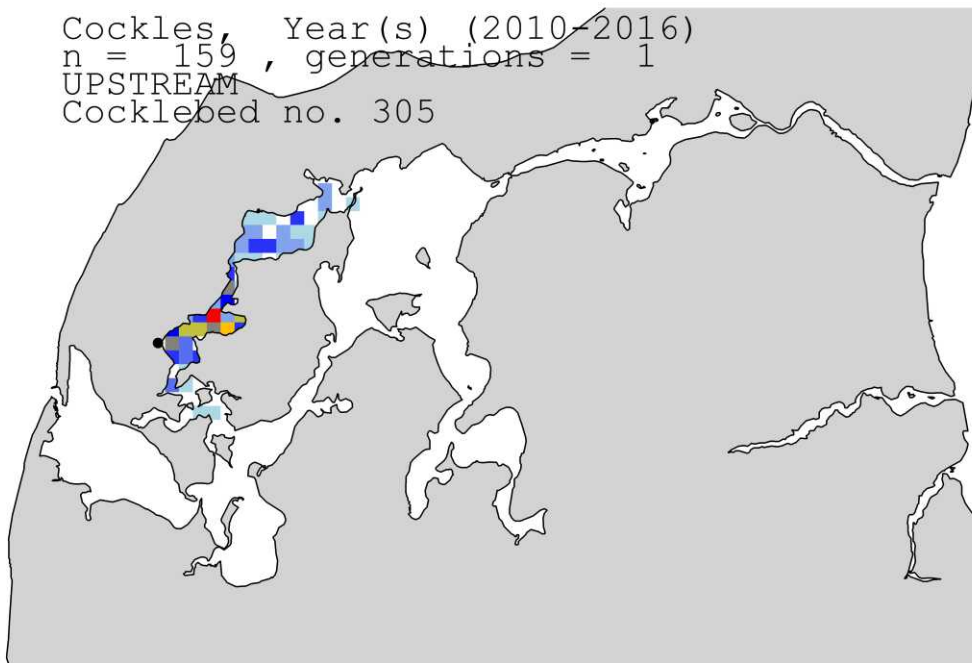 Cockles, Year(s) (2010-2016)
n = 159 , generations = 1
UPSTREAM
Cocklebed no. 305